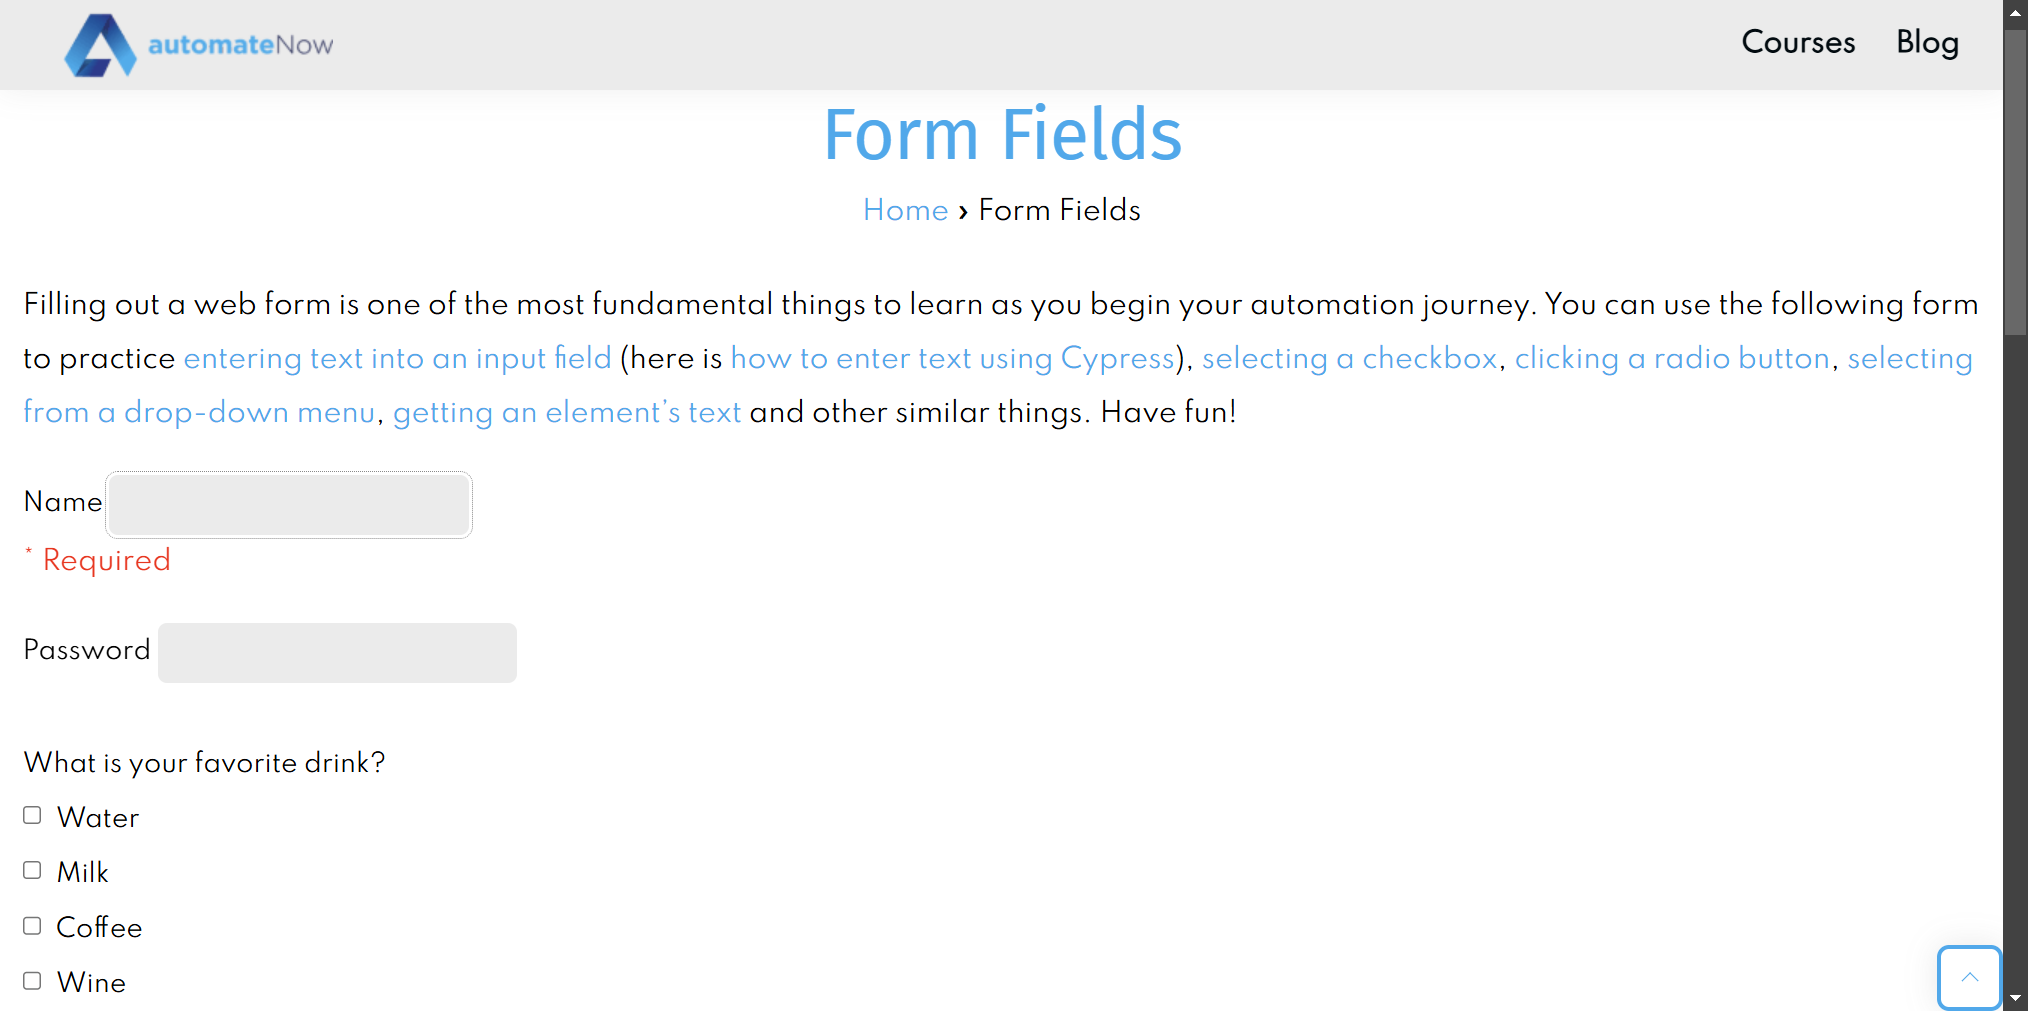 automateNow
Courses Blog
Form Fields
Home › Form Fields
Filling out a web form is one of the most fundamental things to learn as you begin your automation journey. You can use the following form
to practice entering text into an input field (here is how to enter text using Cypress), selecting a checkbox, clicking a radio button, selecting
from a drop-down menu, getting an element’s text and other similar things. Have fun!
Name
* Required
Password
What is your favorite drink?
Water
Milk
Coffee
Wine